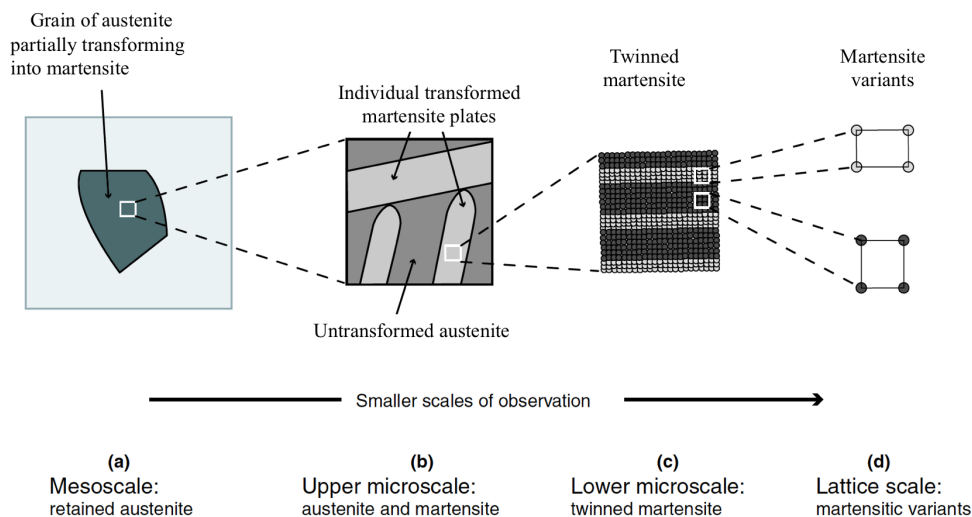 Grain of austenite
partially transforming
into martensite
Individual transformed
martensite plates
Untransformed austenite
Twinned
martensite
Martensite
variants
Smaller scales of observation
(a)
Mesoscale:
retained austenite
(b)
Upper microscale:
austenite and martensite
(c)
Lower microscale:
twinned martensite
(d)
Lattice scale:
martensitic variants